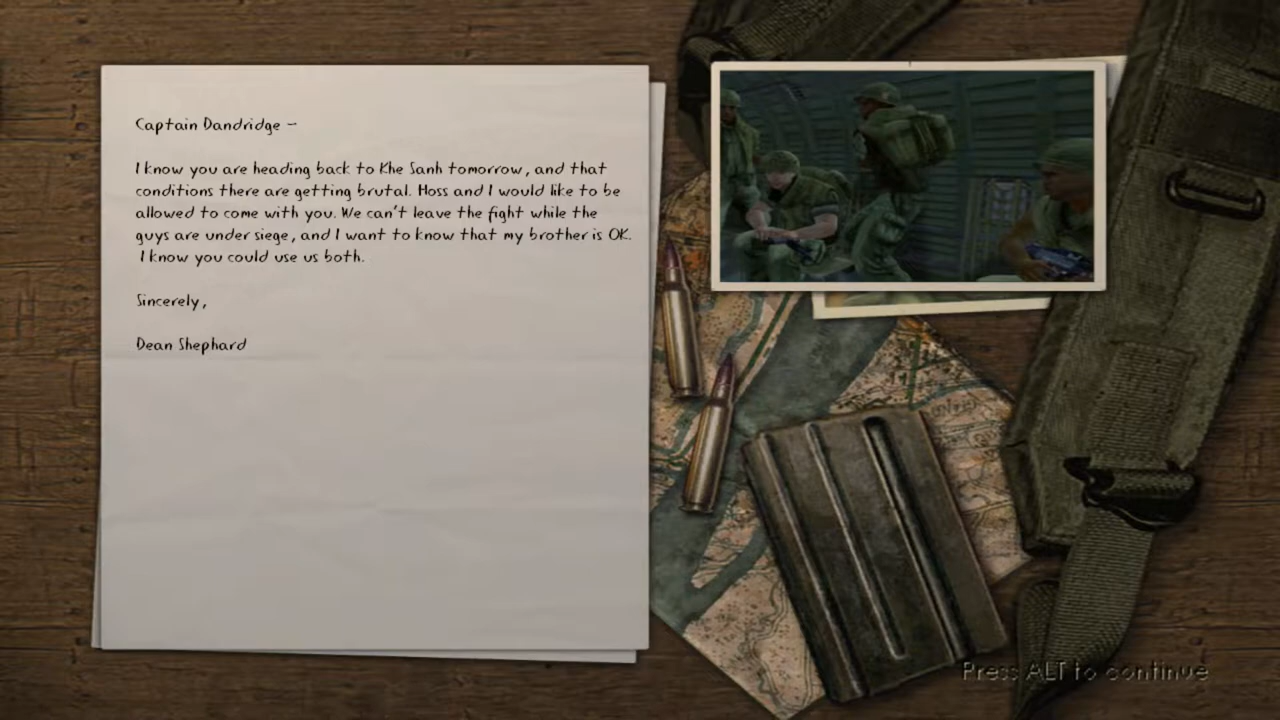 Captain Dandridge –
I know you are heading back to Khe Sanh tomorrow, and that
conditions there are getting brutal. Hoss and I would like to be
allowed to come with you. We can't leave the fight while the
guys are under siege, and I want to know that my brother is OK.
I know you could use us both.
Sincerely,
Dean Shephard
Press ALT to continue